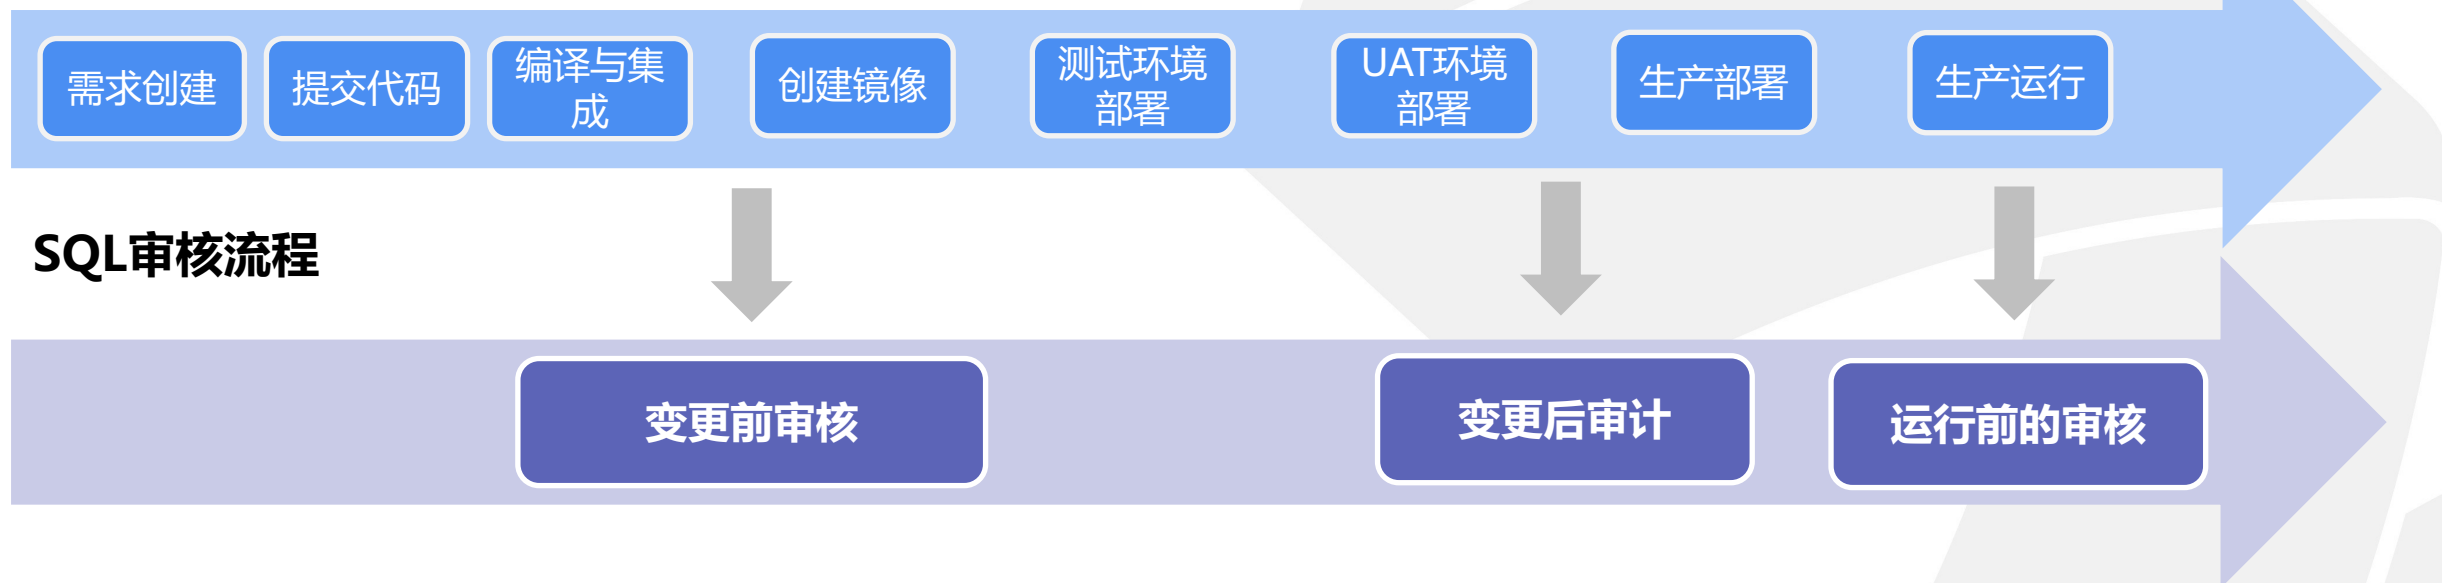 需求创建
提交代码
编译与集
成
创建镜像
测试环境
部署
UAT环境
部署
生产部署
生产运行
SQL审核流程
变更前审核
变更后审计
运行前的审核